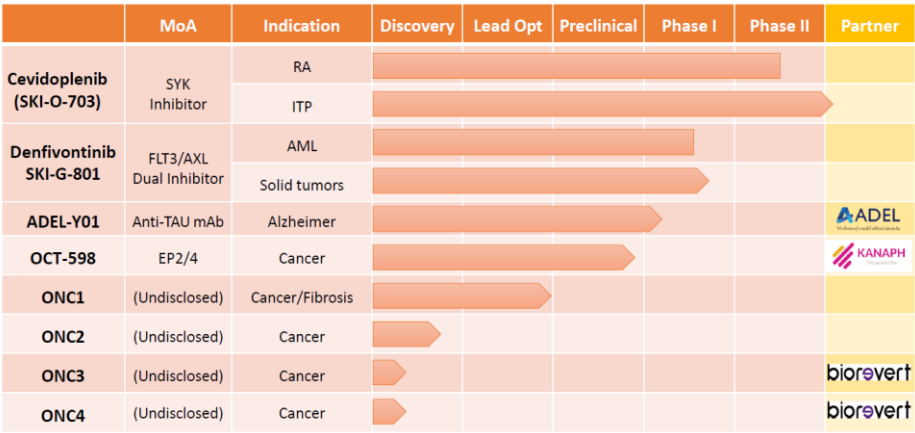 MoA Indication Discovery Lead Opt Preclinical Phase I Phase II Partner
Cevidoplenib
(SKI-O-703)
SYK
Inhibitor
RA
ITP
Denfivontinib
SKI-G-801
FLT3/AXL
Dual Inhibitor
AML
Solid tumors
ADEL-Y01 Anti-TAU mAb Alzheimer ADEL
OCT-598 EP2/4 Cancer KANAPH
ONC1 (Undisclosed) Cancer/Fibrosis
ONC2 (Undisclosed) Cancer
ONC3 (Undisclosed) Cancer biorevert
ONC4 (Undisclosed) Cancer biorevert